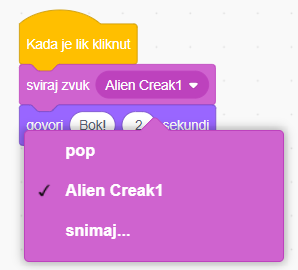 Kada je lik kliknut
sviraj zvuk Alien Creak1
govori Bok! 2 sekundi
pop
✓ Alien Creak1
snimaj...